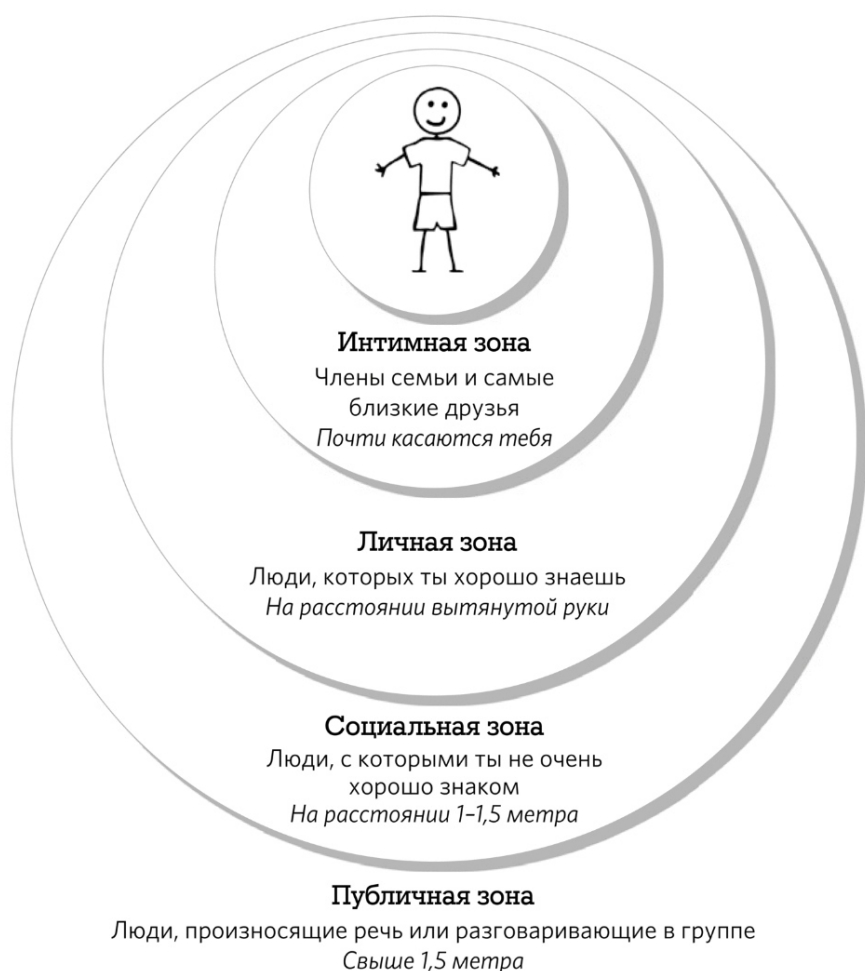 Интимная зона
Члены семьи и самые
близкие друзья
Почти касаются тебя
Личная зона
Люди, которых ты хорошо знаешь
На расстоянии вытянутой руки
Социальная зона
Люди, с которыми ты не очень
хорошо знаком
На расстоянии 1–1,5 метра
Публичная зона
Люди, произносящие речь или разговаривающие в группе
Свыше 1,5 метра